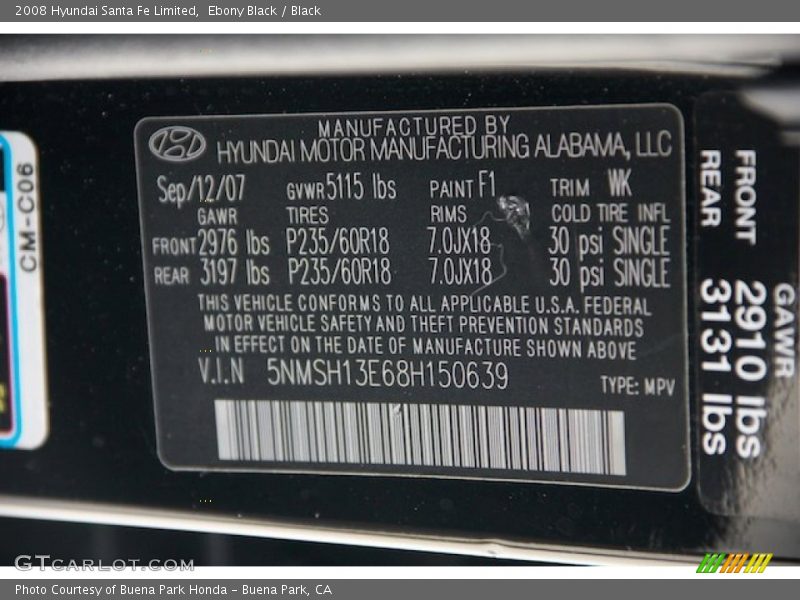 2008 Hyundai Santa Fe Limited, Ebony Black / Black
CM-C06
MANUFACTURED BY
HYUNDAI MOTOR MANUFACTURING ALABAMA, LLC
Sep/12/07 GVWR 5115 lbs PAINT F1 TRIM WK
GAWR TIRES RIMS COLD TIRE INFL
FRONT 2976 lbs P235/60R18 7.0JX18 30 psi SINGLE
REAR 3197 lbs P235/60R18 7.0JX18 30 psi SINGLE
THIS VEHICLE CONFORMS TO ALL APPLICABLE U.S.A. FEDERAL
MOTOR VEHICLE SAFETY AND THEFT PREVENTION STANDARDS
IN EFFECT ON THE DATE OF MANUFACTURE SHOWN ABOVE
V.I.N 5NMSH13E68H150639 TYPE: MPV
GAWR
FRONT 2910 lbs
REAR 3131 lbs
GTCARLOT.COM
Photo Courtesy of Buena Park Honda - Buena Park, CA